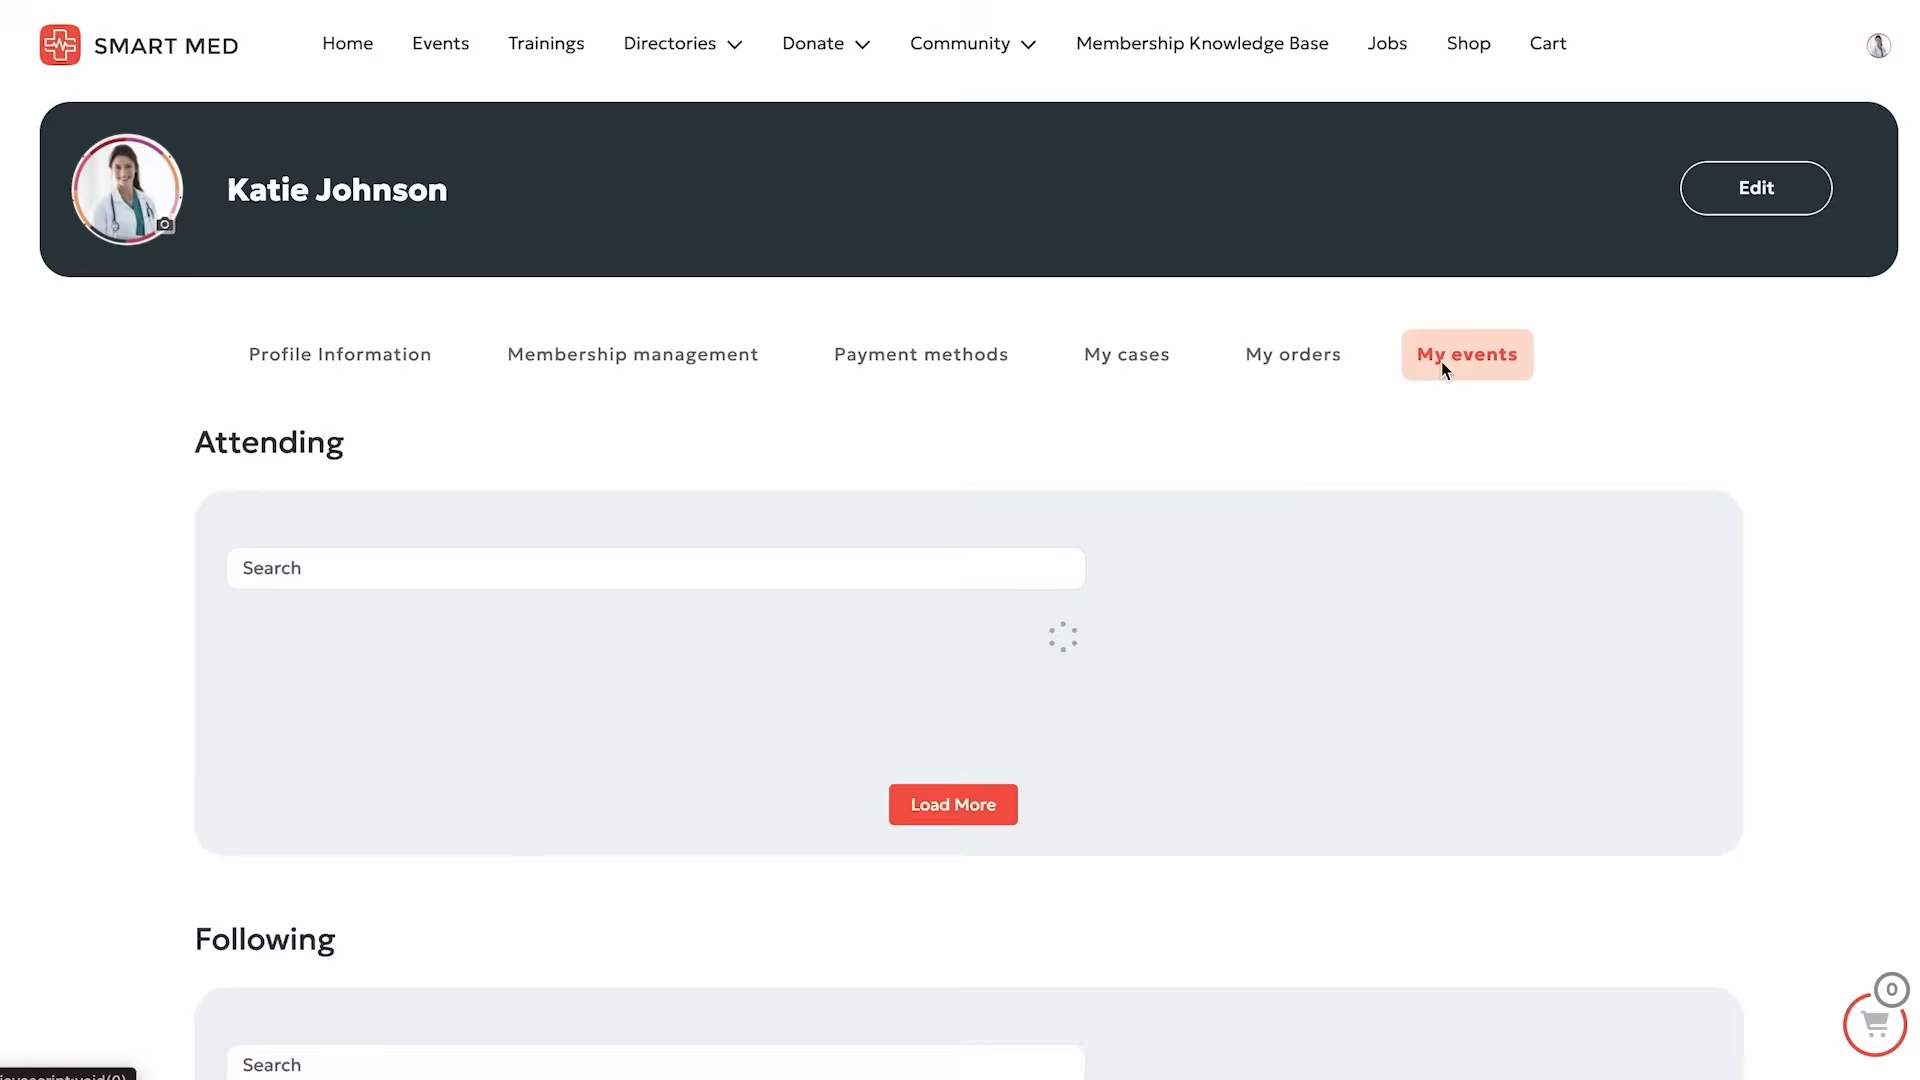 SMART MED
Home Events Trainings Directories Donate Community Membership Knowledge Base Jobs Shop Cart
Katie Johnson
Edit
Profile Information Membership management Payment methods My cases My orders My events
Attending
Search
Load More
Following
0
Search